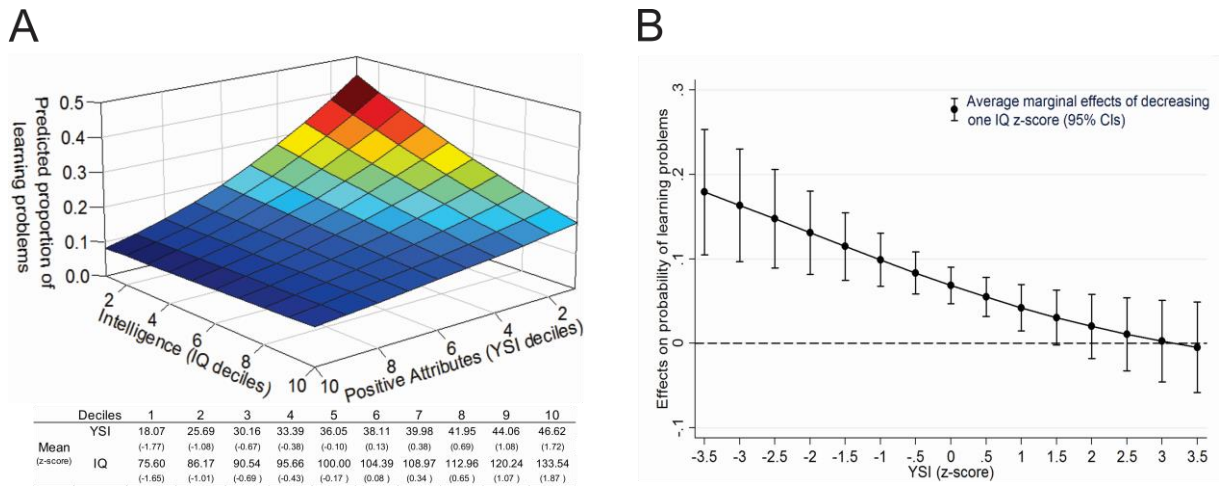 A
Predicted proportion of
learning problems
0.5
0.4
0.3
0.2
0.1
0.0
2
4
6
8
10
Intelligence (IQ deciles)
10
8
6
4
2
Positive Attributes (YSI deciles)
Deciles 1 2 3 4 5 6 7 8 9 10
YSI 18.07 25.69 30.16 33.39 36.05 38.11 39.98 41.95 44.06 46.62
Mean (-1.77) (-1.08) (-0.67) (-0.38) (-0.10) (0.13) (0.38) (0.69) (1.08) (1.72)
(z-score) IQ 75.60 86.17 90.54 95.66 100.00 104.39 108.97 112.96 120.24 133.54
(-1.65) (-1.01) (-0.69 ) (-0.43) (-0.17 ) (0.08 ) (0.34 ) (0.65 ) (1.07 ) (1.87 )
B
Effects on probability of learning problems
.3
.2
.1
0
-.1
Average marginal effects of decreasing
one IQ z-score (95% CIs)
-3.5 -3 -2.5 -2 -1.5 -1 -.5 0 .5 1 1.5 2 2.5 3 3.5
YSI (z-score)